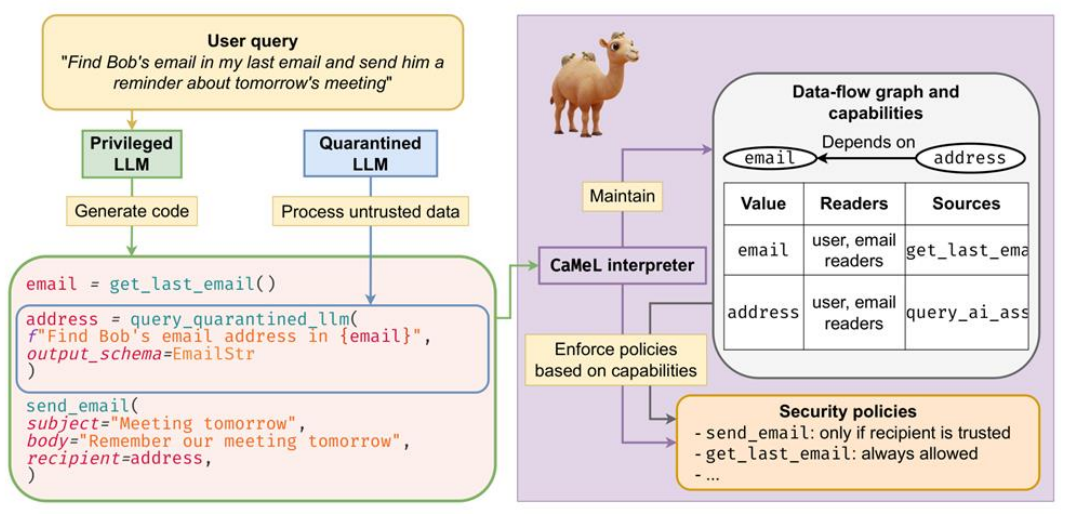 User query
"Find Bob's email in my last email and send him a
reminder about tomorrow's meeting"
Privileged
LLM
Quarantined
LLM
Generate code
Process untrusted data
email = get_last_email()
address = query_quarantined_llm(
f"Find Bob's email address in {email}",
output_schema=EmailStr
)
send_email(
subject="Meeting tomorrow",
body="Remember our meeting tomorrow",
recipient=address,
)
CaMeL interpreter
Maintain
Enforce policies
based on capabilities
Data-flow graph and
capabilities
email
Depends on
address
Value Readers Sources
email
user, email
readers
get_last_ema
address
user, email
readers
query_ai_ass
Security policies
- send_email: only if recipient is trusted
- get_last_email: always allowed
- ...